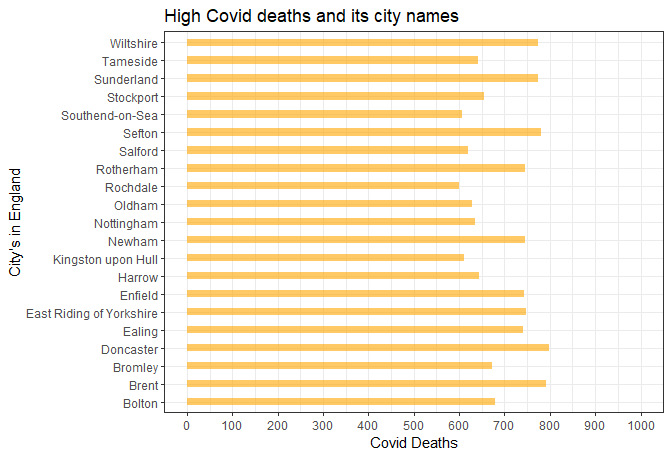 High Covid deaths and its city names
City's in England
Wiltshire
Tameside
Sunderland
Stockport
Southend-on-Sea
Sefton
Salford
Rotherham
Rochdale
Oldham
Nottingham
Newham
Kingston upon Hull
Harrow
Enfield
East Riding of Yorkshire
Ealing
Doncaster
Bromley
Brent
Bolton
0 100 200 300 400 500 600 700 800 900 1000
Covid Deaths